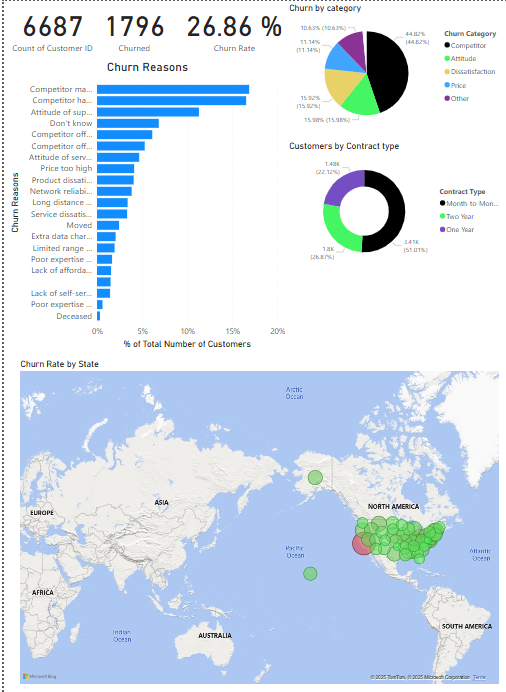 6687
Count of Customer ID
1796
Churned
26.86 %
Churn Rate
Churn Reasons
Churn Reasons
Competitor ma...
Competitor ha...
Attitude of sup...
Don't know
Competitor off...
Competitor off...
Attitude of serv...
Price too high
Product dissati...
Network reliabi...
Long distance ...
Service dissatis...
Moved
Extra data char...
Limited range ...
Poor expertise ...
Lack of afforda...
Lack of self-ser...
Poor expertise ...
Deceased
0%
5%
10%
15%
20%
% of Total Number of Customers
Churn by category
10.63% (10.63%)
11.14%
(11.14%)
15.92%
(15.92%)
15.98% (15.98%)
44.82%
(44.82%)
Churn Category
Competitor
Attitude
Dissatisfaction
Price
Other
Customers by Contract type
1.48K
(22.12%)
1.8K
(26.87%)
3.41K
(51.01%)
Contract Type
Month-to-Mon...
Two Year
One Year
Churn Rate by State
Arctic
Ocean
ASIA
EUROPE
NORTH AMERICA
Pacific
Ocean
Atlantic
Ocean
AFRICA
Indian
Ocean
AUSTRALIA
SOUTH AMERICA
Microsoft Bing
© 2025 TomTom, © 2025 Microsoft Corporation Terms